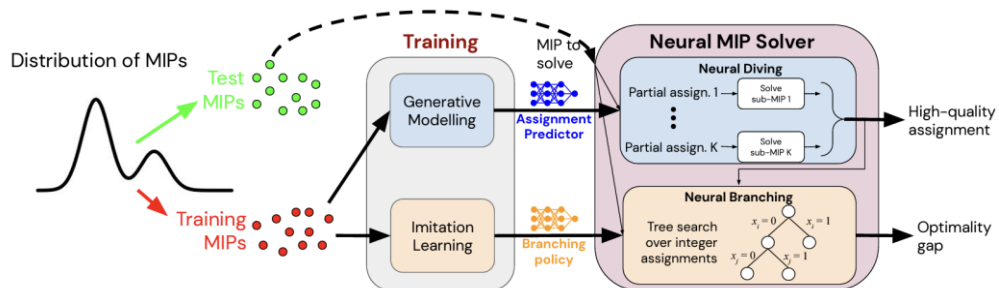 Distribution of MIPs
Test
MIPs
Training
MIPs
Training
Generative
Modelling
Imitation
Learning
MIP to
solve
Assignment
Predictor
Branching
policy
Neural MIP Solver
Neural Diving
Partial assign. 1
Solve
sub-MIP 1
Partial assign. K
Solve
sub-MIP K
Neural Branching
Tree search
over integer
assignments
x_i = 0
x_i = 1
x_j = 0
x_j = 1
High-quality
assignment
Optimality
gap